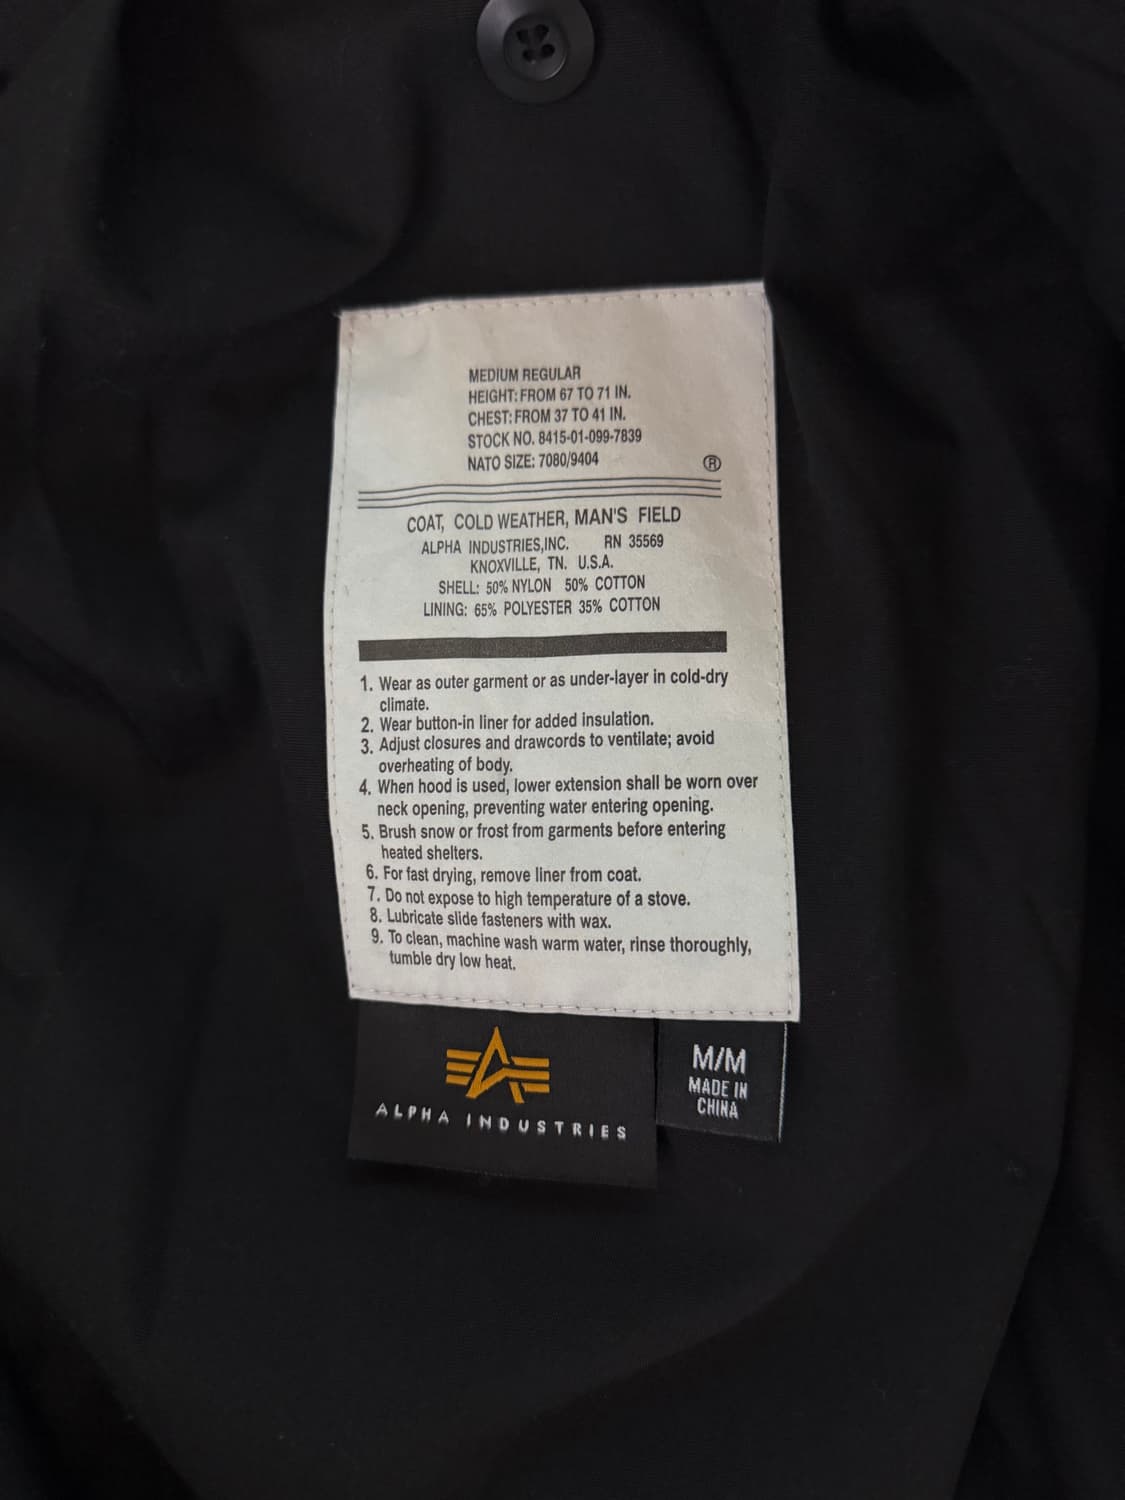 MEDIUM REGULAR
HEIGHT: FROM 67 TO 71 IN.
CHEST: FROM 37 TO 41 IN.
STOCK NO. 8415-01-099-7839
NATO SIZE: 7080/9404
®
COAT, COLD WEATHER, MAN'S FIELD
ALPHA INDUSTRIES,INC. RN 35569
KNOXVILLE, TN. U.S.A.
SHELL: 50% NYLON 50% COTTON
LINING: 65% POLYESTER 35% COTTON
1. Wear as outer garment or as under-layer in cold-dry
climate.
2. Wear button-in liner for added insulation.
3. Adjust closures and drawcords to ventilate; avoid
overheating of body.
4. When hood is used, lower extension shall be worn over
neck opening, preventing water entering opening.
5. Brush snow or frost from garments before entering
heated shelters.
6. For fast drying, remove liner from coat.
7. Do not expose to high temperature of a stove.
8. Lubricate slide fasteners with wax.
9. To clean, machine wash warm water, rinse thoroughly,
tumble dry low heat.
ALPHA INDUSTRIES
M/M
MADE IN
CHINA